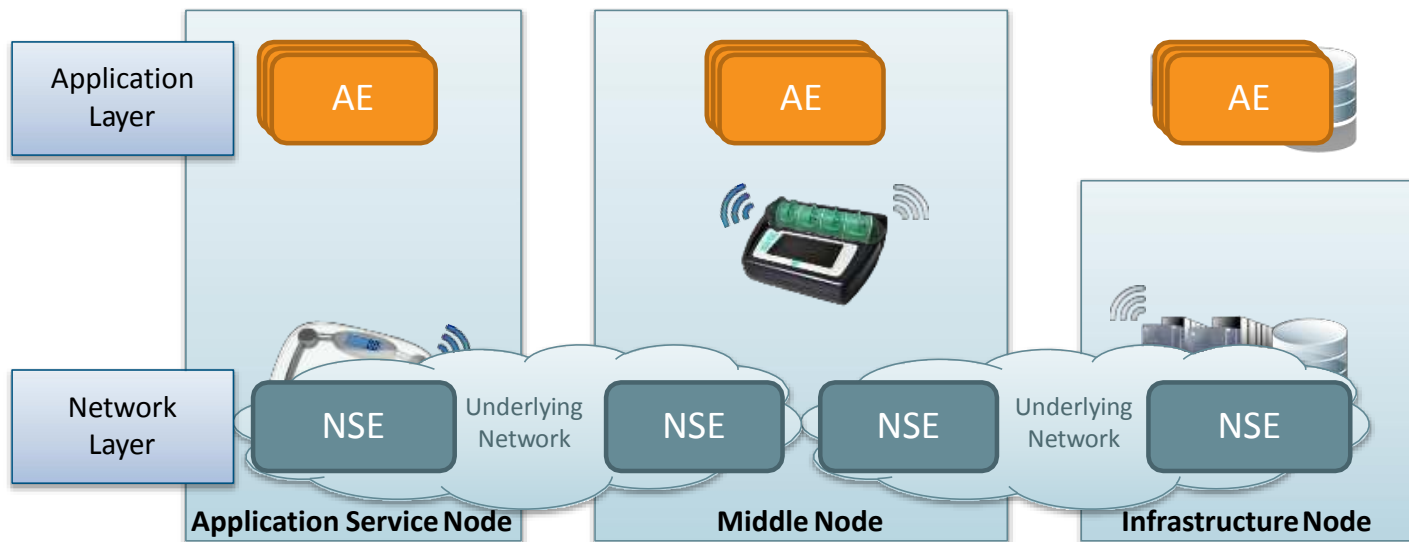 Application
Layer
AE
AE
AE
Network
Layer
NSE
Underlying
Network
NSE
NSE
Underlying
Network
NSE
Application Service Node
Middle Node
Infrastructure Node